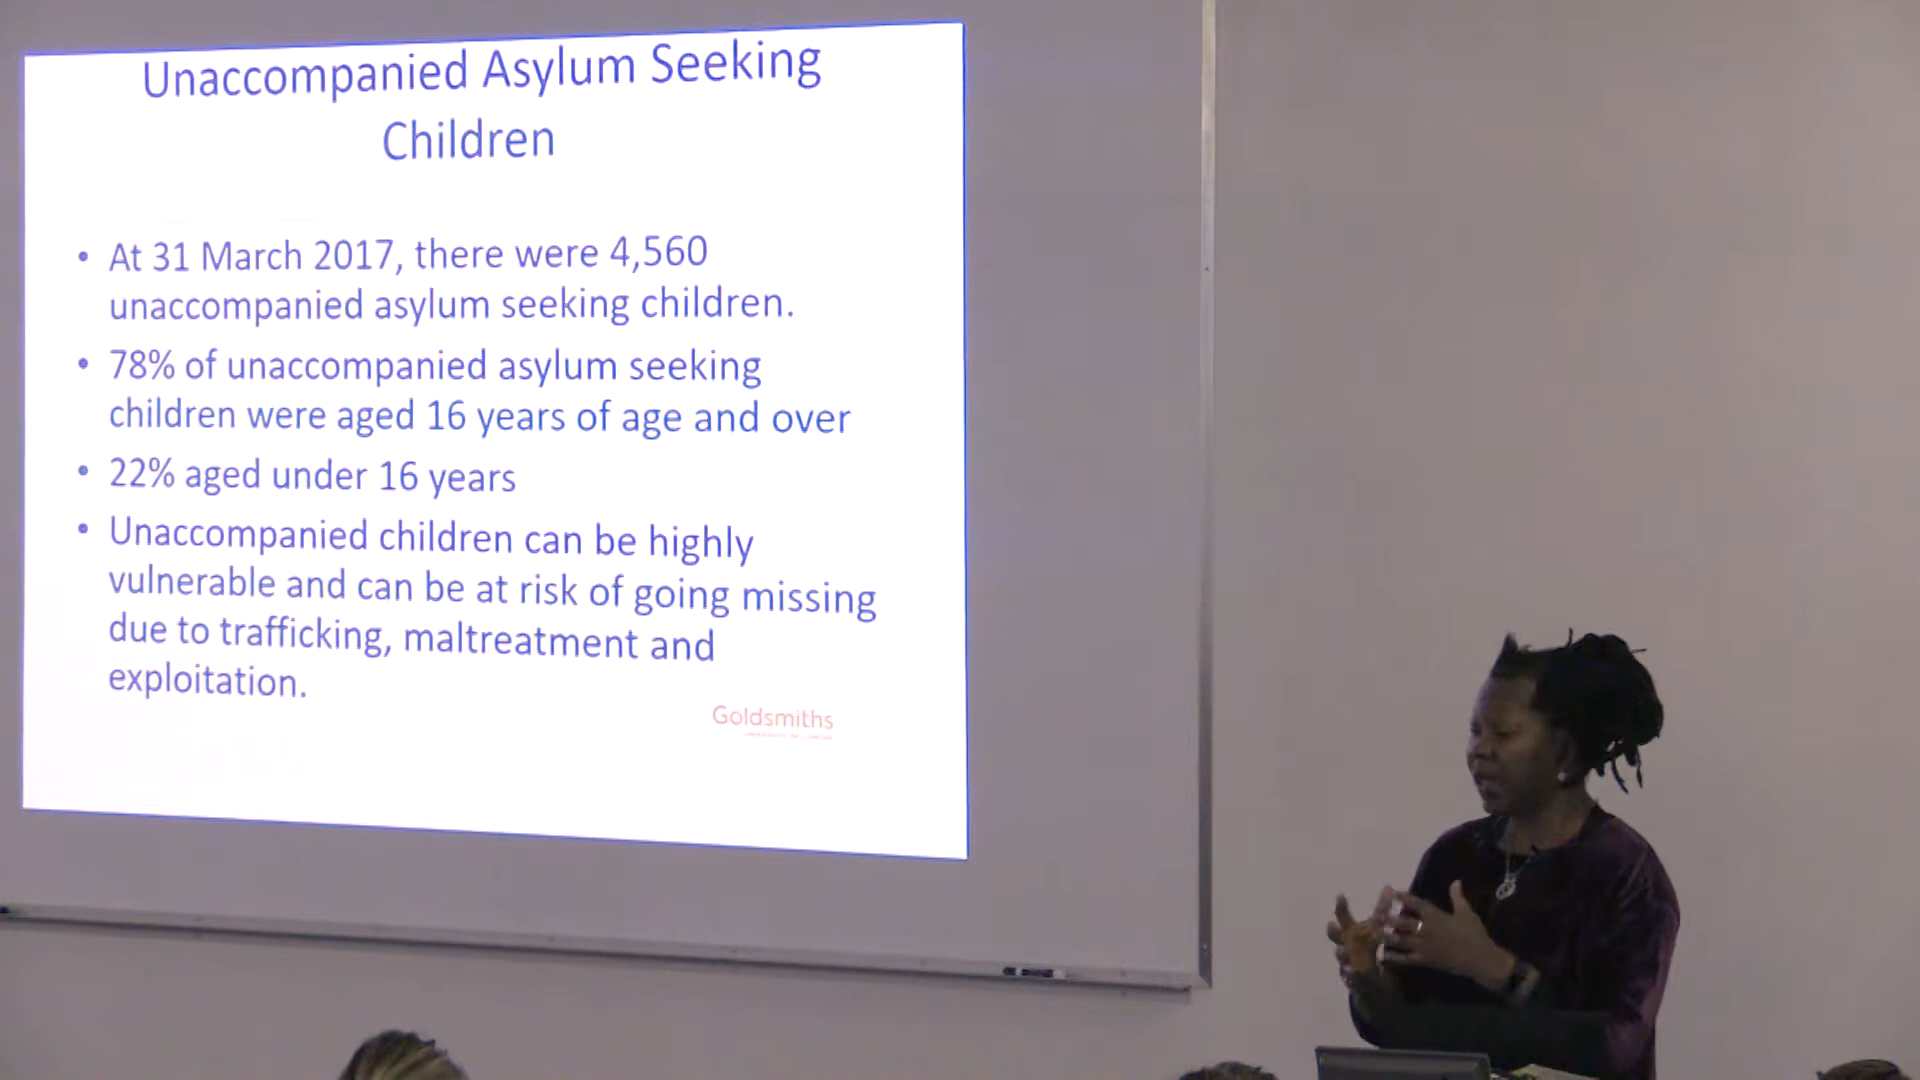 Unaccompanied Asylum Seeking
Children
• At 31 March 2017, there were 4,560
unaccompanied asylum seeking children.
• 78% of unaccompanied asylum seeking
children were aged 16 years of age and over
• 22% aged under 16 years
• Unaccompanied children can be highly
vulnerable and can be at risk of going missing
due to trafficking, maltreatment and
exploitation.
Goldsmiths